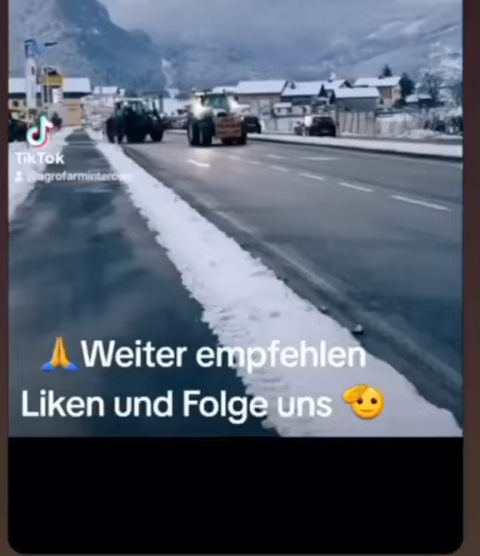 TikTok
🙏Weiter empfehlen
Liken und Folge uns 🫡